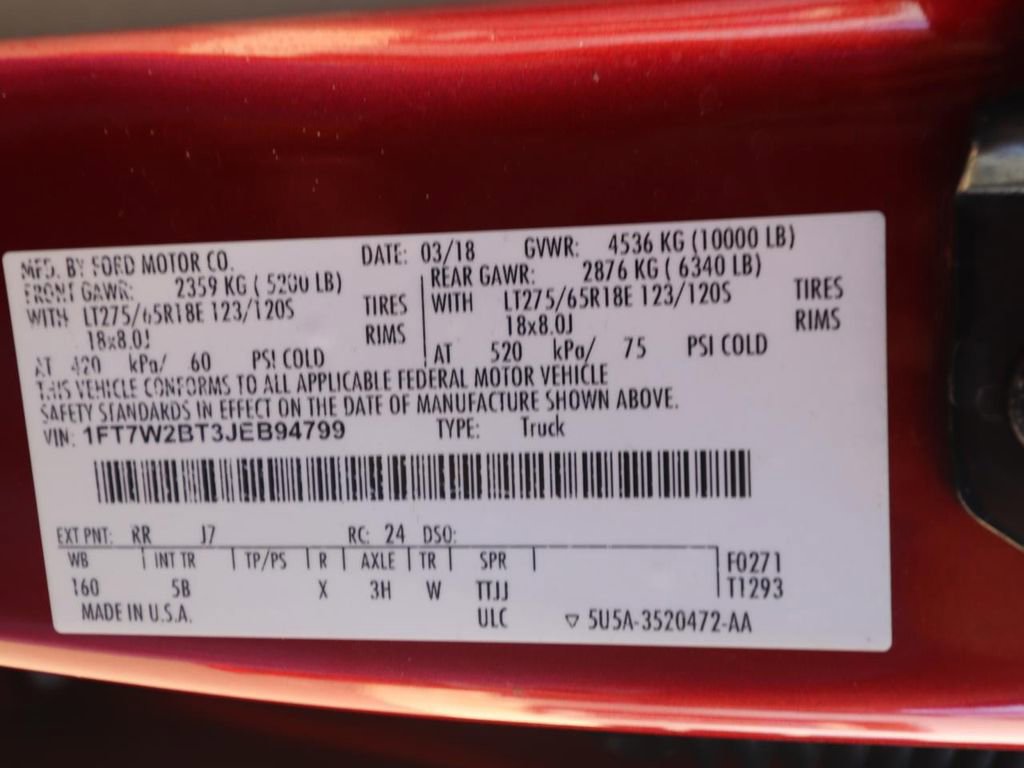 MFD. BY FORD MOTOR CO. DATE: 03/18 GVWR: 4536 KG (10000 LB)
FRONT GAWR: 2359 KG ( 5200 LB) REAR GAWR: 2876 KG ( 6340 LB)
WITH LT275/65R18E 123/120S TIRES WITH LT275/65R18E 123/120S TIRES
18x8.0J RIMS 18x8.0J RIMS
AT 420 kPa/ 60 PSI COLD AT 520 kPa/ 75 PSI COLD
THIS VEHICLE CONFORMS TO ALL APPLICABLE FEDERAL MOTOR VEHICLE
SAFETY STANDARDS IN EFFECT ON THE DATE OF MANUFACTURE SHOWN ABOVE.
VIN: 1FT7W2BT3JEB94799 TYPE: Truck
EXT PNT: RR J7 RC: 24 DSO:
WB INT TR TP/PS R AXLE TR SPR F0271
160 5B X 3H W TTJJ T1293
MADE IN U.S.A. ULC ▽ 5U5A-3520472-AA